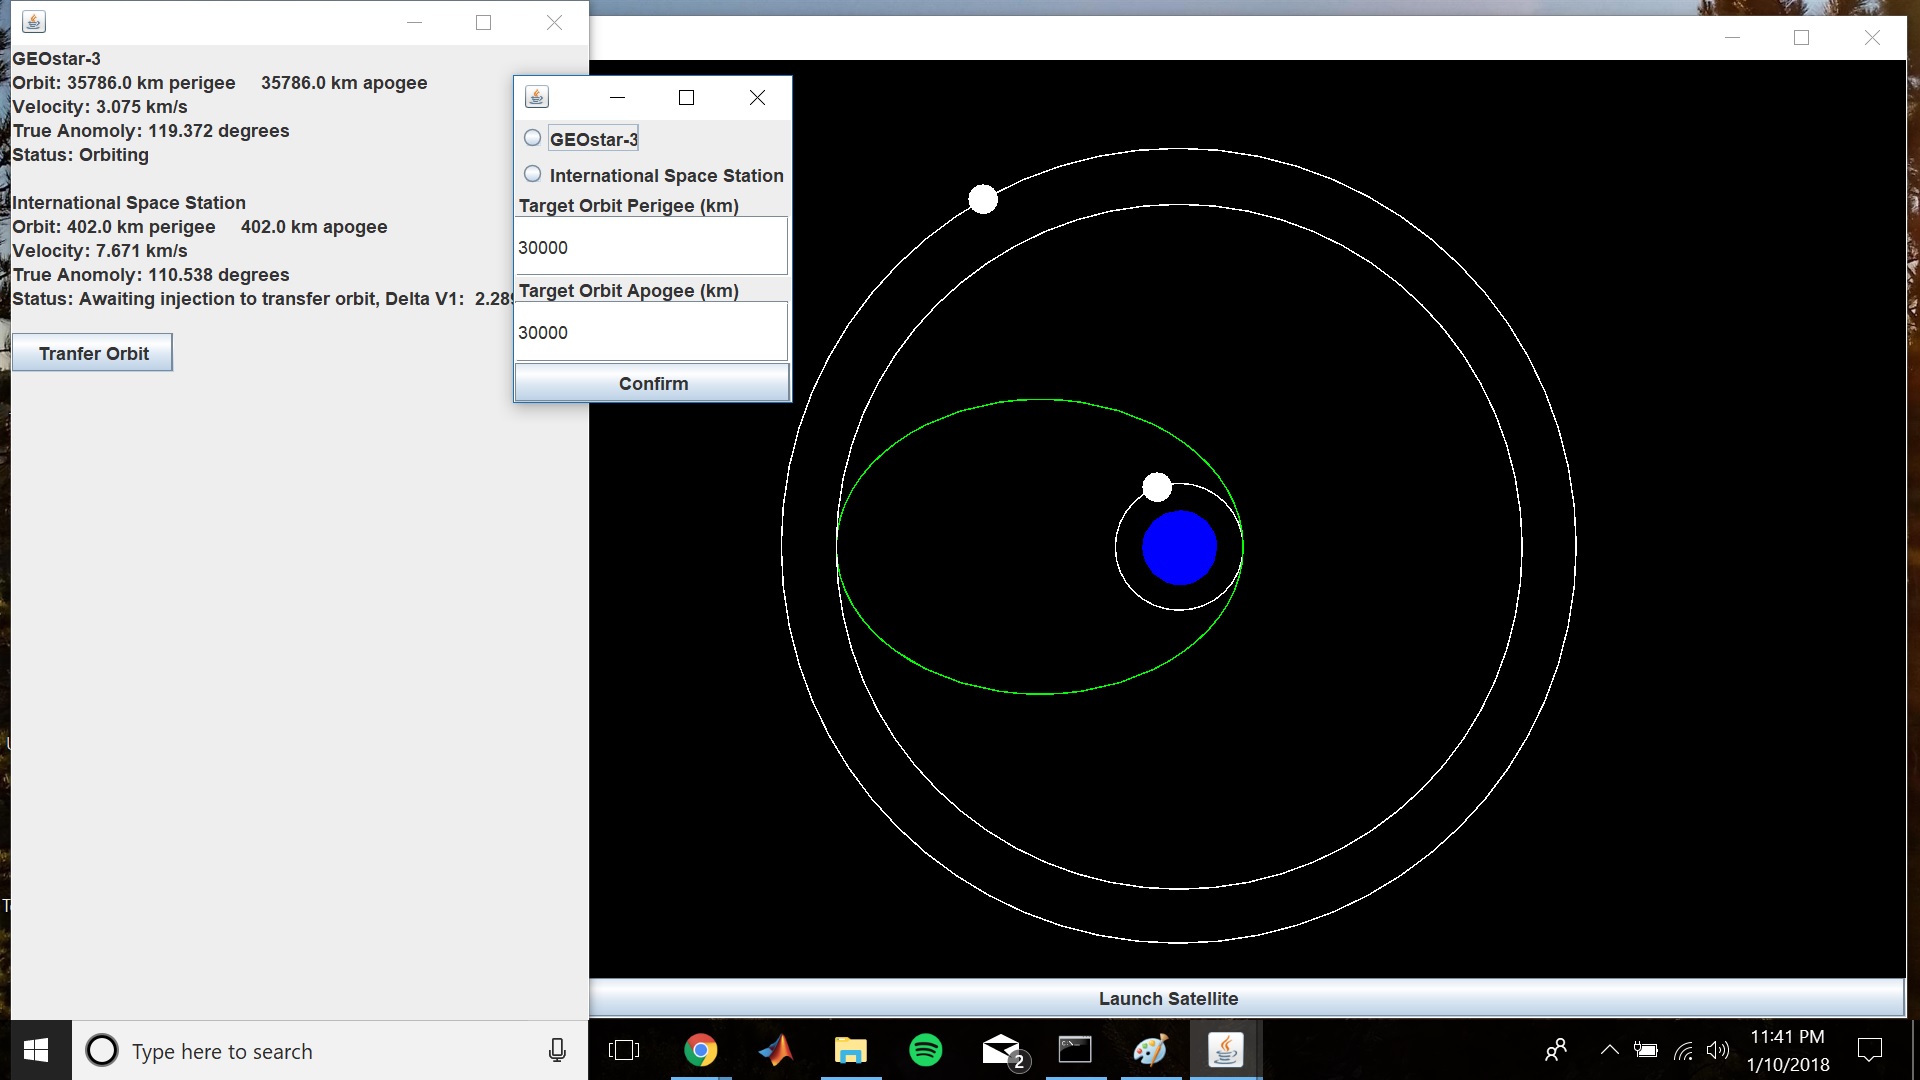 GEOstar-3
Orbit: 35786.0 km perigee     35786.0 km apogee
Velocity: 3.075 km/s
True Anomoly: 119.372 degrees
Status: Orbiting
International Space Station
Orbit: 402.0 km perigee     402.0 km apogee
Velocity: 7.671 km/s
True Anomoly: 110.538 degrees
Status: Awaiting injection to transfer orbit, Delta V1:  2.289
Tranfer Orbit
GEOstar-3
International Space Station
Target Orbit Perigee (km)
30000
Target Orbit Apogee (km)
30000
Confirm
Launch Satellite
Type here to search
2
11:41 PM
1/10/2018